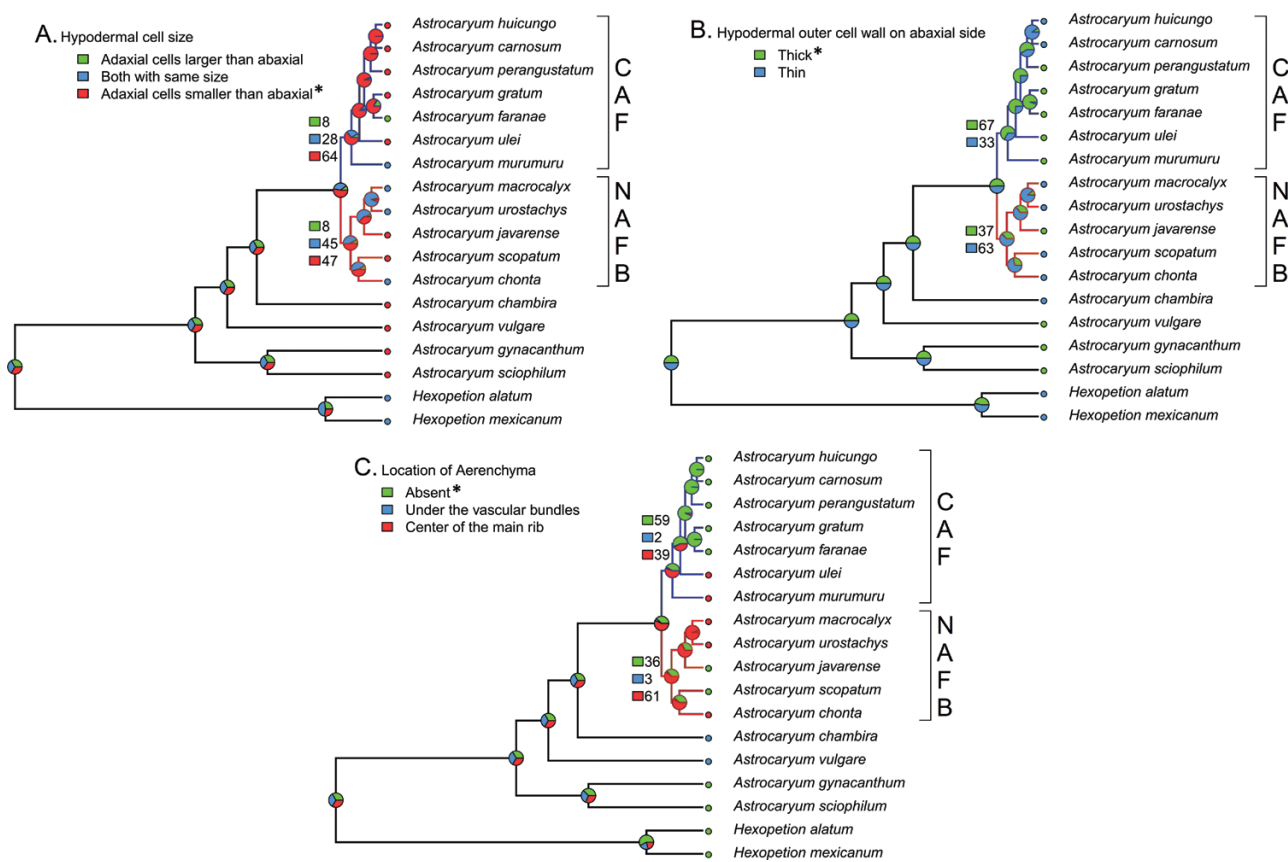 A. Hypodermal cell size
Adaxial cells larger than abaxial
Both with same size
Adaxial cells smaller than abaxial*
8
28
64
8
45
47
Astrocaryum huicungo
Astrocaryum carnosum
Astrocaryum perangustatum
Astrocaryum gratum
Astrocaryum faranae
Astrocaryum ulei
Astrocaryum murumuru
Astrocaryum macrocalyx
Astrocaryum urostachys
Astrocaryum javarense
Astrocaryum scopatum
Astrocaryum chonta
Astrocaryum chambira
Astrocaryum vulgare
Astrocaryum gynacanthum
Astrocaryum sciophilum
Hexopetion alatum
Hexopetion mexicanum
C
A
F
N
A
F
B
B. Hypodermal outer cell wall on abaxial side
Thick*
Thin
67
33
37
63
Astrocaryum huicungo
Astrocaryum carnosum
Astrocaryum perangustatum
Astrocaryum gratum
Astrocaryum faranae
Astrocaryum ulei
Astrocaryum murumuru
Astrocaryum macrocalyx
Astrocaryum urostachys
Astrocaryum javarense
Astrocaryum scopatum
Astrocaryum chonta
Astrocaryum chambira
Astrocaryum vulgare
Astrocaryum gynacanthum
Astrocaryum sciophilum
Hexopetion alatum
Hexopetion mexicanum
C
A
F
N
A
F
B
C. Location of Aerenchyma
Absent*
Under the vascular bundles
Center of the main rib
59
2
39
36
3
61
Astrocaryum huicungo
Astrocaryum carnosum
Astrocaryum perangustatum
Astrocaryum gratum
Astrocaryum faranae
Astrocaryum ulei
Astrocaryum murumuru
Astrocaryum macrocalyx
Astrocaryum urostachys
Astrocaryum javarense
Astrocaryum scopatum
Astrocaryum chonta
Astrocaryum chambira
Astrocaryum vulgare
Astrocaryum gynacanthum
Astrocaryum sciophilum
Hexopetion alatum
Hexopetion mexicanum
C
A
F
N
A
F
B